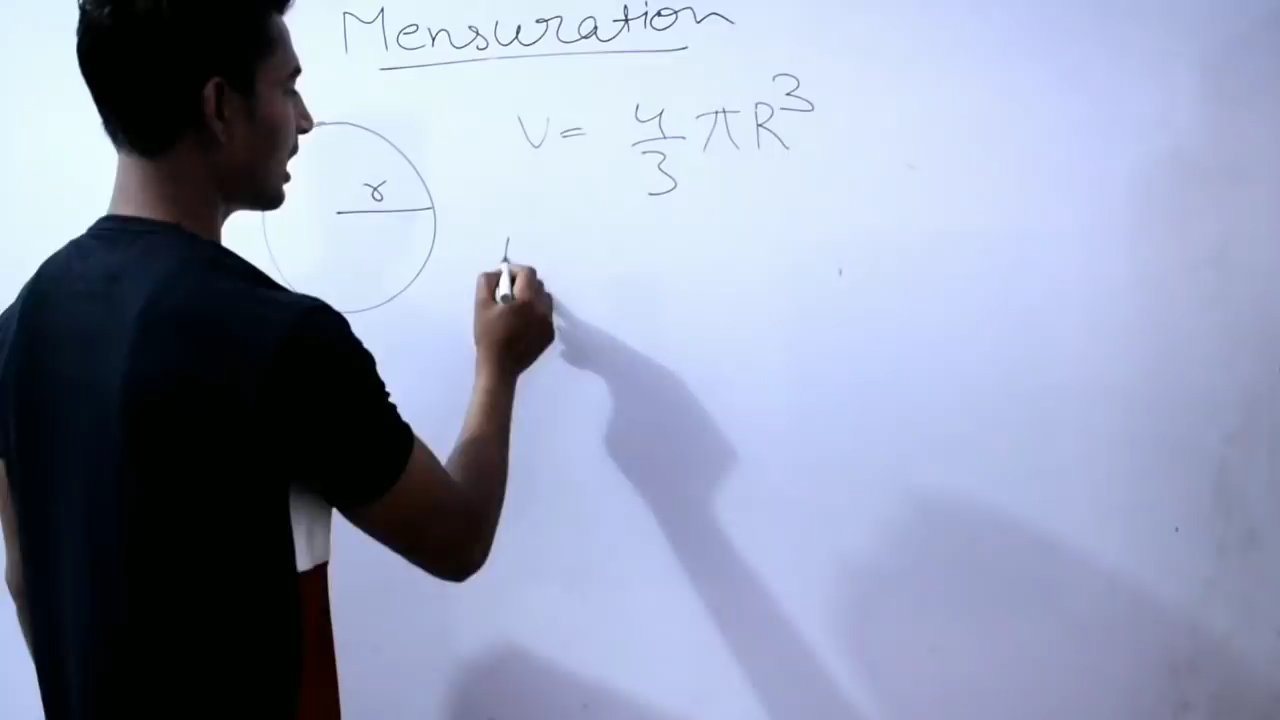 Mensuration
V = 4/3 πR³
r